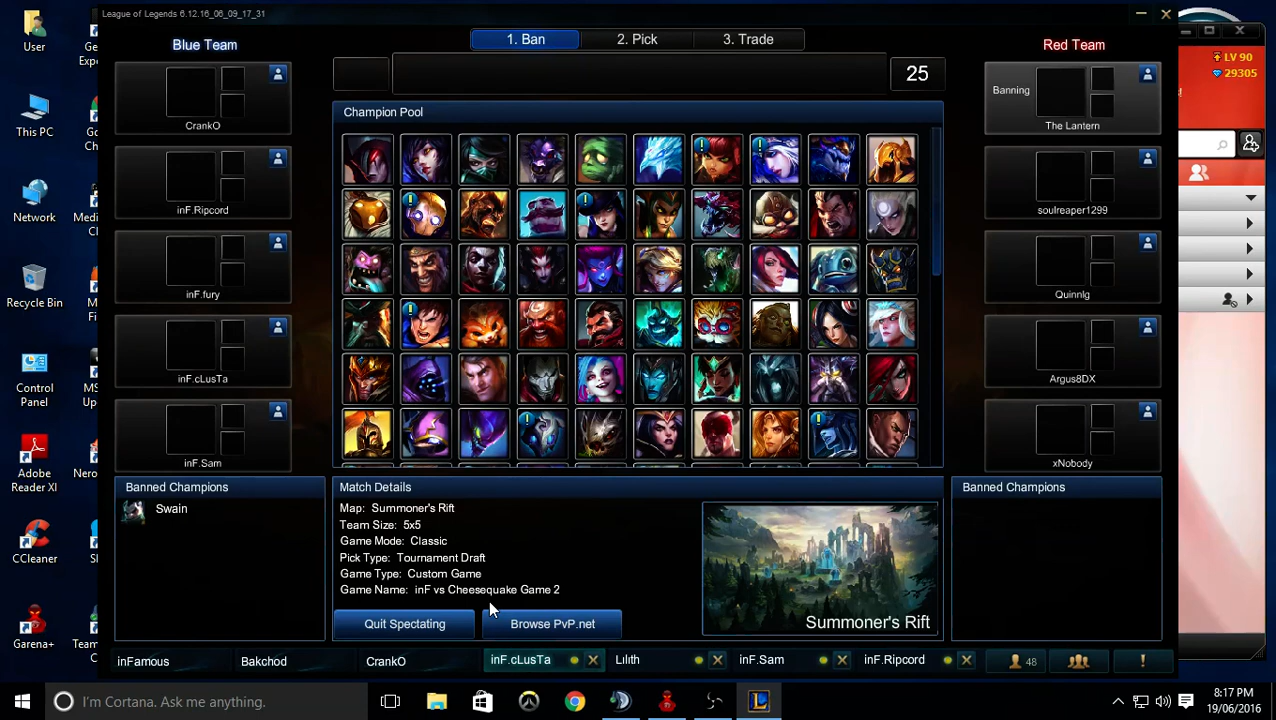 League of Legends 6.12.16_06_09_17_31
User
This PC
Network
Recycle Bin
Control
Panel
Adobe
Reader XI
CCleaner
Garena+
Blue Team
1. Ban
2. Pick
3. Trade
Red Team
25
CrankO
inF.Ripcord
inF.fury
inF.cLusTa
inF.Sam
Champion Pool
Banning
The Lantern
soulreaper1299
Quinnlg
Argus8DX
xNobody
LV 90
29305
Banned Champions
Swain
Match Details
Map: Summoner's Rift
Team Size: 5x5
Game Mode: Classic
Pick Type: Tournament Draft
Game Type: Custom Game
Game Name: inF vs Cheesequake Game 2
Quit Spectating
Browse PvP.net
Summoner's Rift
Banned Champions
inFamous
Bakchod
CrankO
inF.cLusTa
Lilith
inF.Sam
inF.Ripcord
48
I'm Cortana. Ask me anything.
8:17 PM
19/06/2016